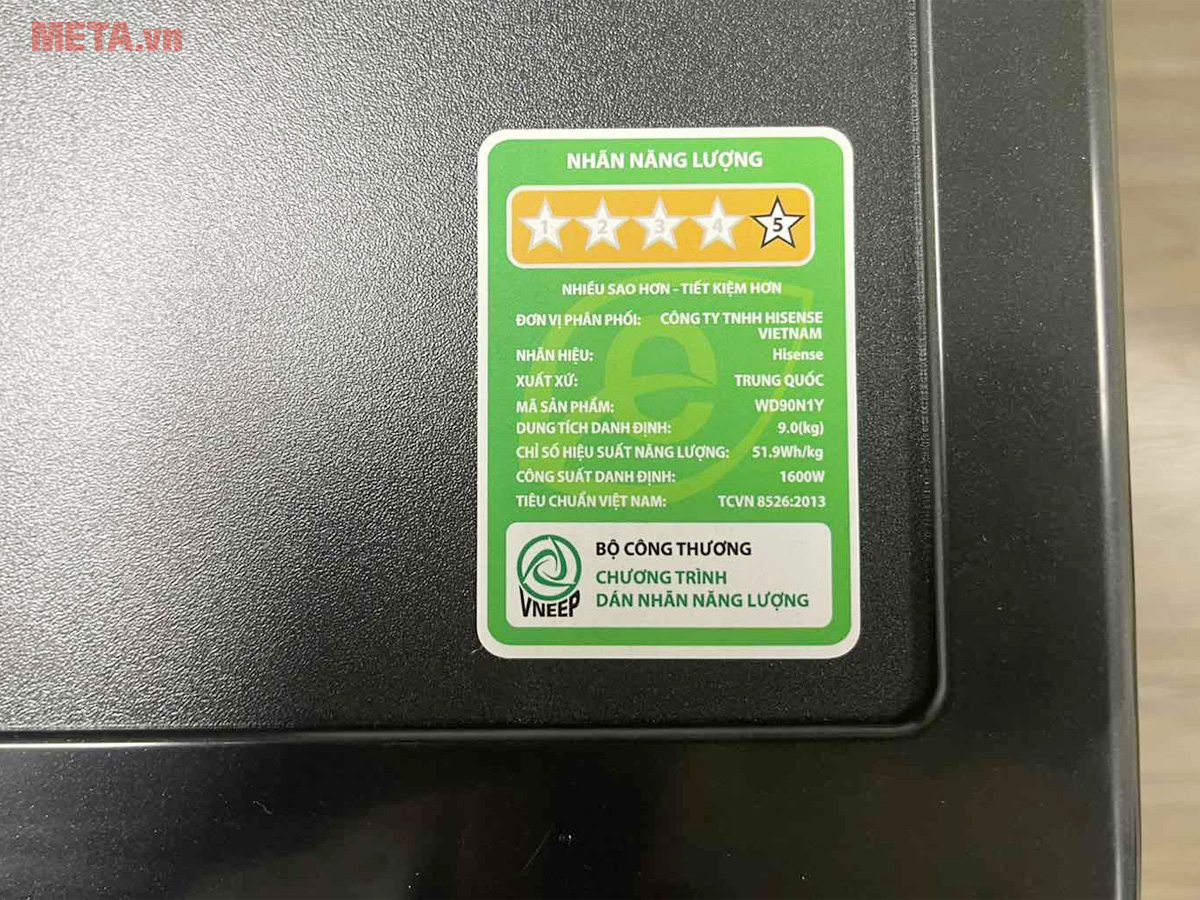 META.vn
NHÃN NĂNG LƯỢNG
1 2 3 4 5
NHIỀU SAO HƠN - TIẾT KIỆM HƠN
ĐƠN VỊ PHÂN PHỐI: CÔNG TY TNHH HISENSE
VIETNAM
NHÃN HIỆU: Hisense
XUẤT XỨ: TRUNG QUỐC
MÃ SẢN PHẨM: WD90N1Y
DUNG TÍCH DANH ĐỊNH: 9.0(kg)
CHỈ SỐ HIỆU SUẤT NĂNG LƯỢNG: 51.9Wh/kg
CÔNG SUẤT DANH ĐỊNH: 1600W
TIÊU CHUẨN VIỆT NAM: TCVN 8526:2013
BỘ CÔNG THƯƠNG
CHƯƠNG TRÌNH
DÁN NHÃN NĂNG LƯỢNG
VNEEP